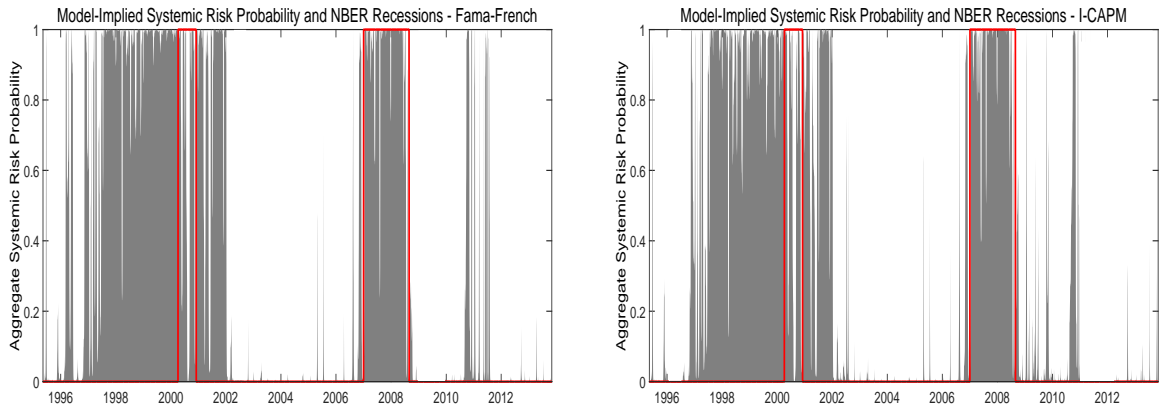 Model-Implied Systemic Risk Probability and NBER Recessions - Fama-French
Aggregate Systemic Risk Probability
1
0.8
0.6
0.4
0.2
0
1996 1998 2000 2002 2004 2006 2008 2010 2012
Model-Implied Systemic Risk Probability and NBER Recessions - I-CAPM
Aggregate Systemic Risk Probability
1
0.8
0.6
0.4
0.2
0
1996 1998 2000 2002 2004 2006 2008 2010 2012